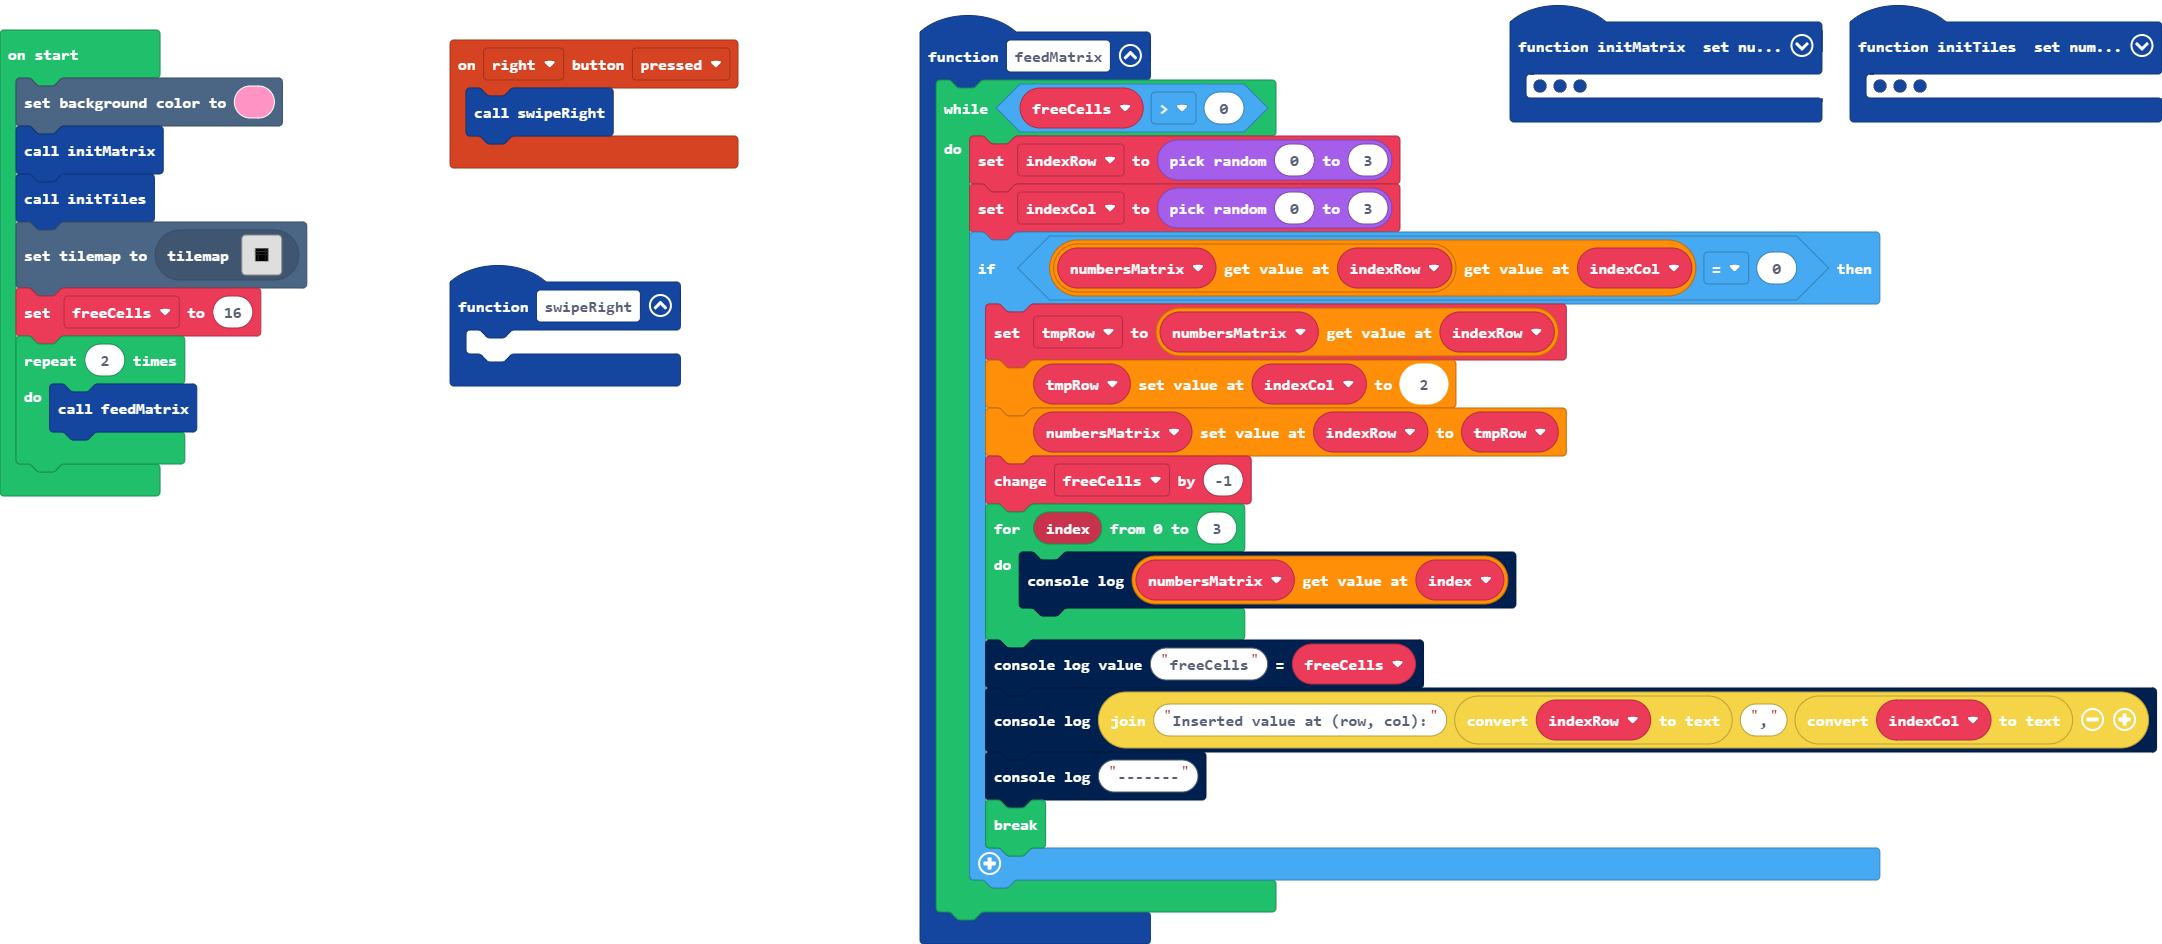 on start
set background color to
call initMatrix
call initTiles
set tilemap to tilemap
set freeCells to 16
repeat 2 times
do
call feedMatrix
on right button pressed
call swipeRight
function swipeRight
function feedMatrix
while freeCells > 0
do
set indexRow to pick random 0 to 3
set indexCol to pick random 0 to 3
if numbersMatrix get value at indexRow get value at indexCol = 0 then
set tmpRow to numbersMatrix get value at indexRow
tmpRow set value at indexCol to 2
numbersMatrix set value at indexRow to tmpRow
change freeCells by -1
for index from 0 to 3
do
console log numbersMatrix get value at index
console log value "freeCells" = freeCells
console log join "Inserted value at (row, col):" convert indexRow to text "," convert indexCol to text
console log "-------"
break
function initMatrix set nu...
function initTiles set num...